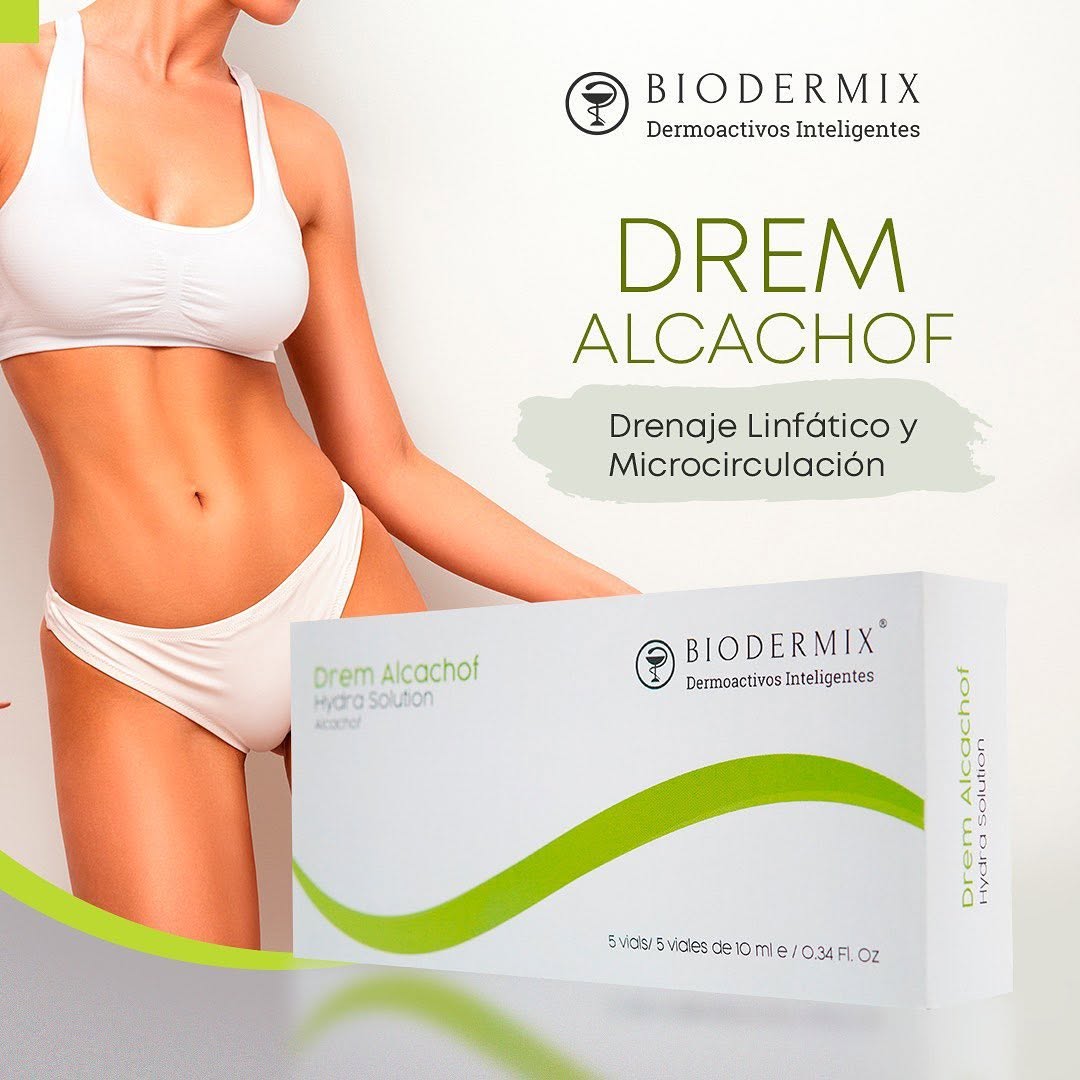 BIODERMIX
Dermoactivos Inteligentes
DREM
ALCACHOF
Drenaje Linfático y
Microcirculación
Drem Alcachof
Hydra Solution
Alcachof
BIODERMIX®
Dermoactivos Inteligentes
5 vials/ 5 viales de 10 ml e / 0.34 Fl. Oz
Drem Alcachof
Hydra Solution